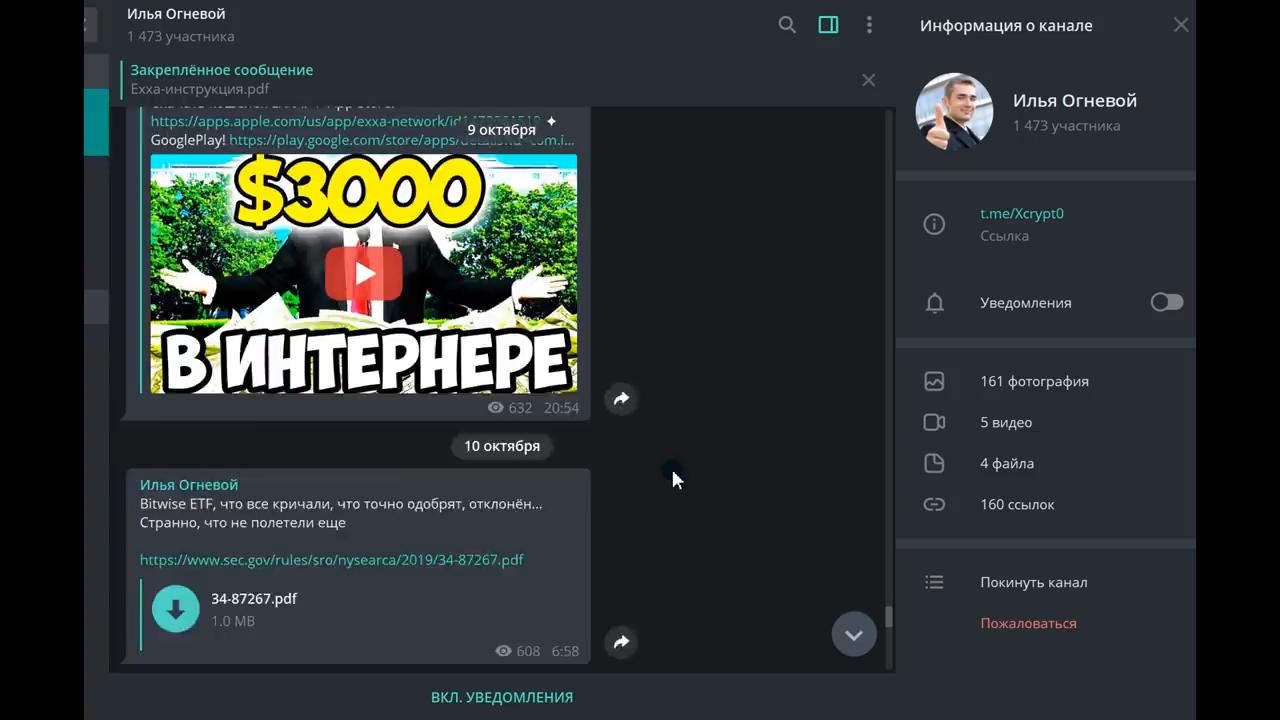 Илья Огневой
1 473 участника
Закреплённое сообщение
Exxa-инструкция.pdf
https://apps.apple.com/us/app/exxa-network/
9 октября
GooglePlay! https://play.google.com/store/apps/
$3000
В ИНТЕРНЕРЕ
632 20:54
10 октября
Илья Огневой
Bitwise ETF, что все кричали, что точно одобрят, отклонён...
Странно, что не полетели еще
https://www.sec.gov/rules/sro/nysearca/2019/34-87267.pdf
34-87267.pdf
1.0 MB
608 6:58
ВКЛ. УВЕДОМЛЕНИЯ
Информация о канале
Илья Огневой
1 473 участника
t.me/Xcrypt0
Ссылка
Уведомления
161 фотография
5 видео
4 файла
160 ссылок
Покинуть канал
Пожаловаться